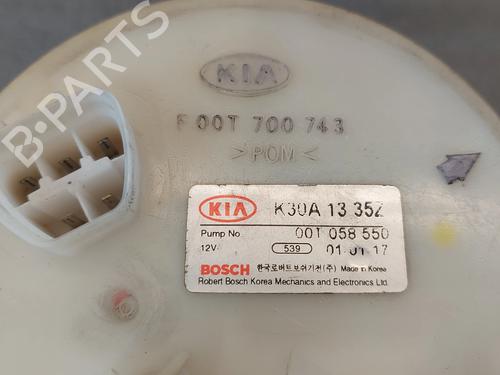 B-PARTS
KIA
F 00T 700 743
>POM<
KIA K30A 13 35Z
Pump No. 00T 058 550
12V 539 01 01 17
BOSCH 한국로버트보쉬기전(주) Made in Korea
Robert Bosch Korea Mechanics and Electronics Ltd.